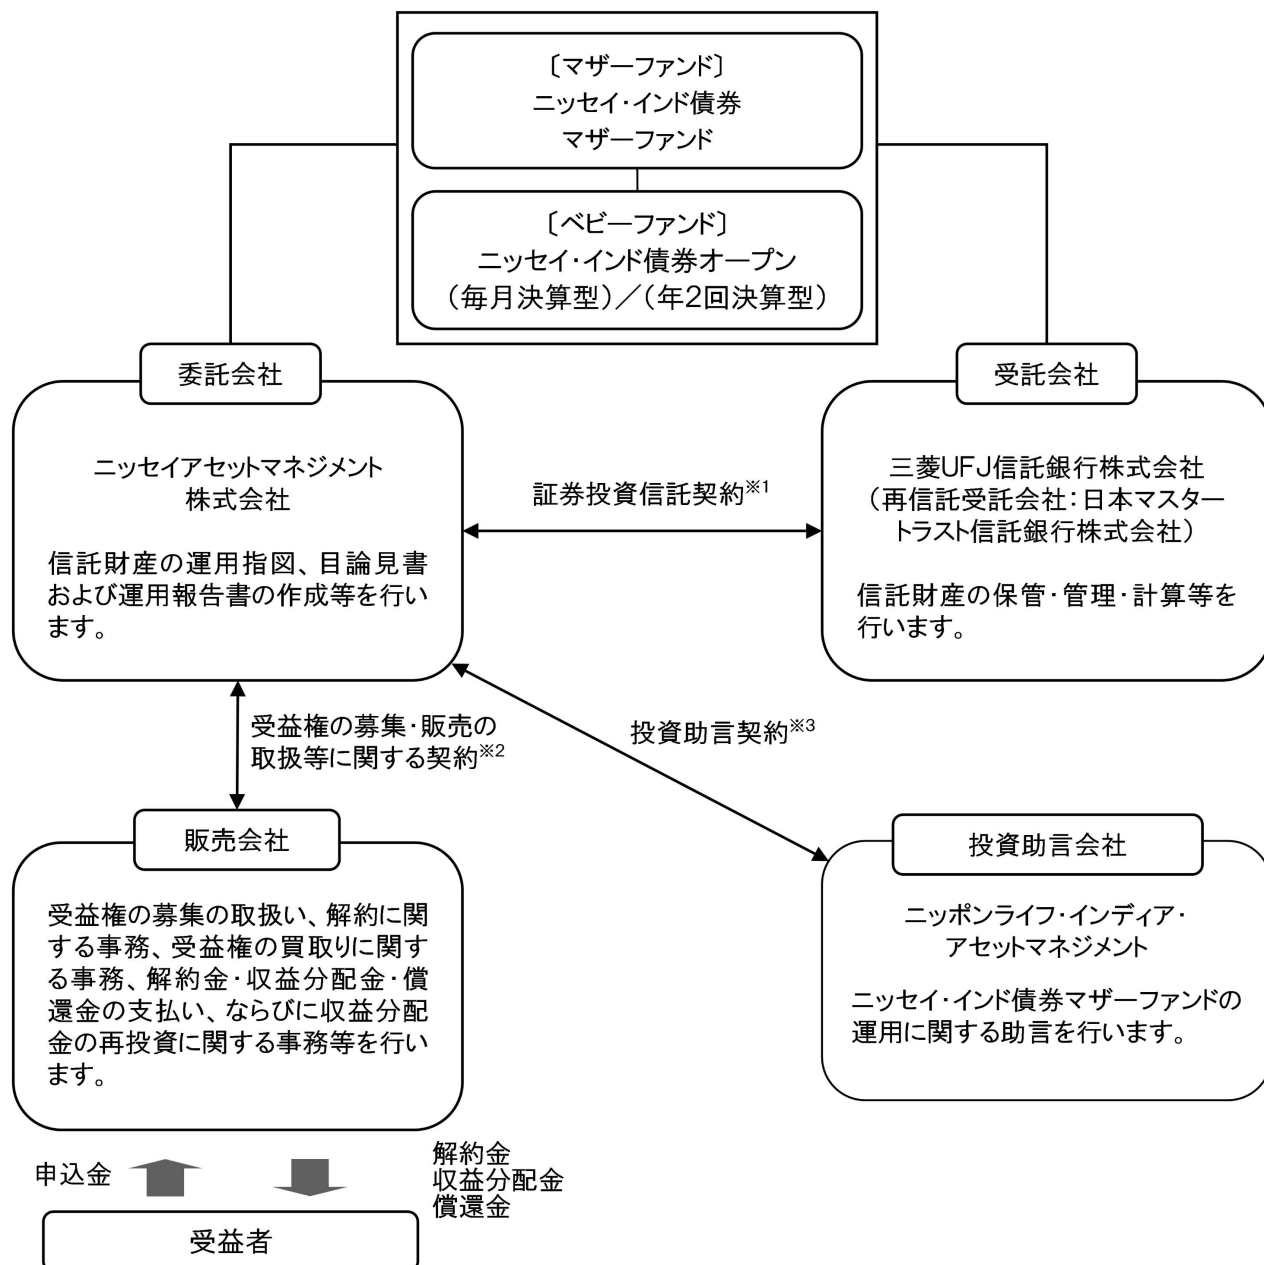 〔マザーファンド〕
ニッセイ・インド債券
マザーファンド
〔ベビーファンド〕
ニッセイ・インド債券オープン
（毎月決算型）／（年2回決算型）
委託会社
ニッセイアセットマネジメント
株式会社
信託財産の運用指図、目論見書
および運用報告書の作成等を行い
ます。
証券投資信託契約※1
受託会社
三菱UFJ信託銀行株式会社
（再信託受託会社：日本マスター
トラスト信託銀行株式会社）
信託財産の保管・管理・計算等を
行います。
受益権の募集・販売の
取扱等に関する契約※2
投資助言契約※3
販売会社
受益権の募集の取扱い、解約に関
する事務、受益権の買取りに関す
る事務、解約金・収益分配金・償
還金の支払い、ならびに収益分配
金の再投資に関する事務等を行い
ます。
投資助言会社
ニッポンライフ・インディア・
アセットマネジメント
ニッセイ・インド債券マザーファンドの
運用に関する助言を行います。
申込金
解約金
収益分配金
償還金
受益者